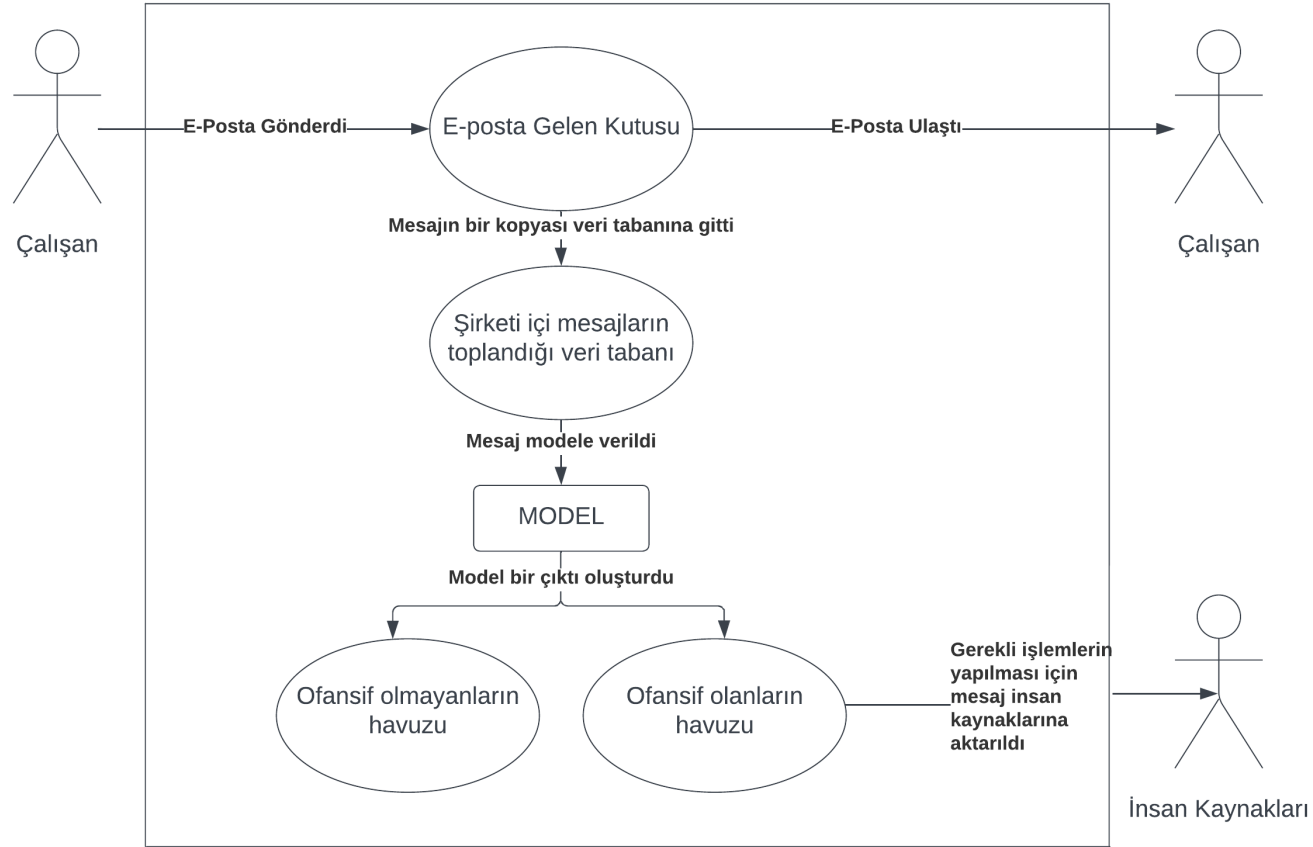 E-Posta Gönderdi
E-posta Gelen Kutusu
E-Posta Ulaştı
Çalışan
Çalışan
Mesajın bir kopyası veri tabanına gitti
Şirketi içi mesajların
toplandığı veri tabanı
Mesaj modele verildi
MODEL
Model bir çıktı oluşturdu
Ofansif olmayanların
havuzu
Ofansif olanların
havuzu
Gerekli işlemlerin
yapılması için
mesaj insan
kaynaklarına
aktarıldı
İnsan Kaynakları